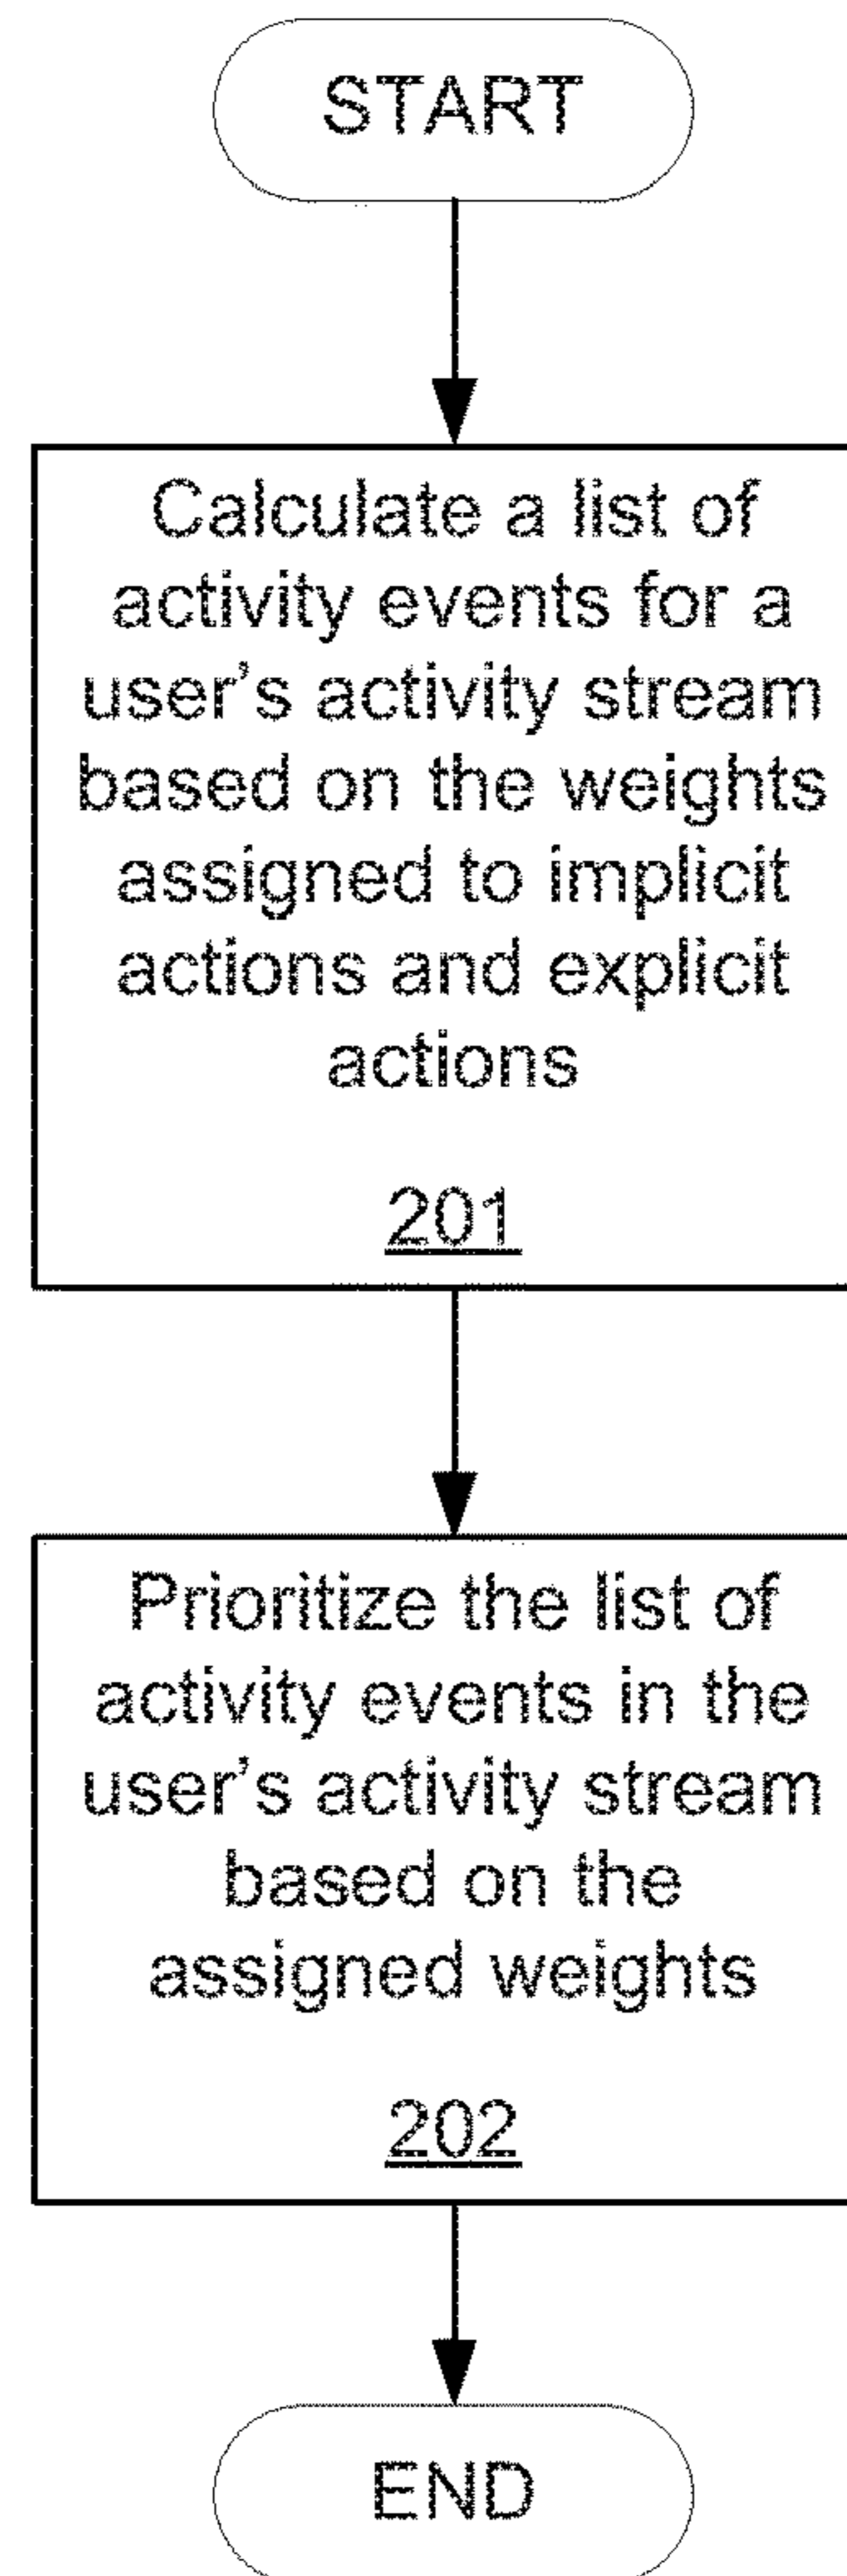 START
Calculate a list of
activity events for a
user's activity stream
based on the weights
assigned to implicit
actions and explicit
actions
201
Prioritize the list of
activity events in the
user's activity stream
based on the
assigned weights
202
END